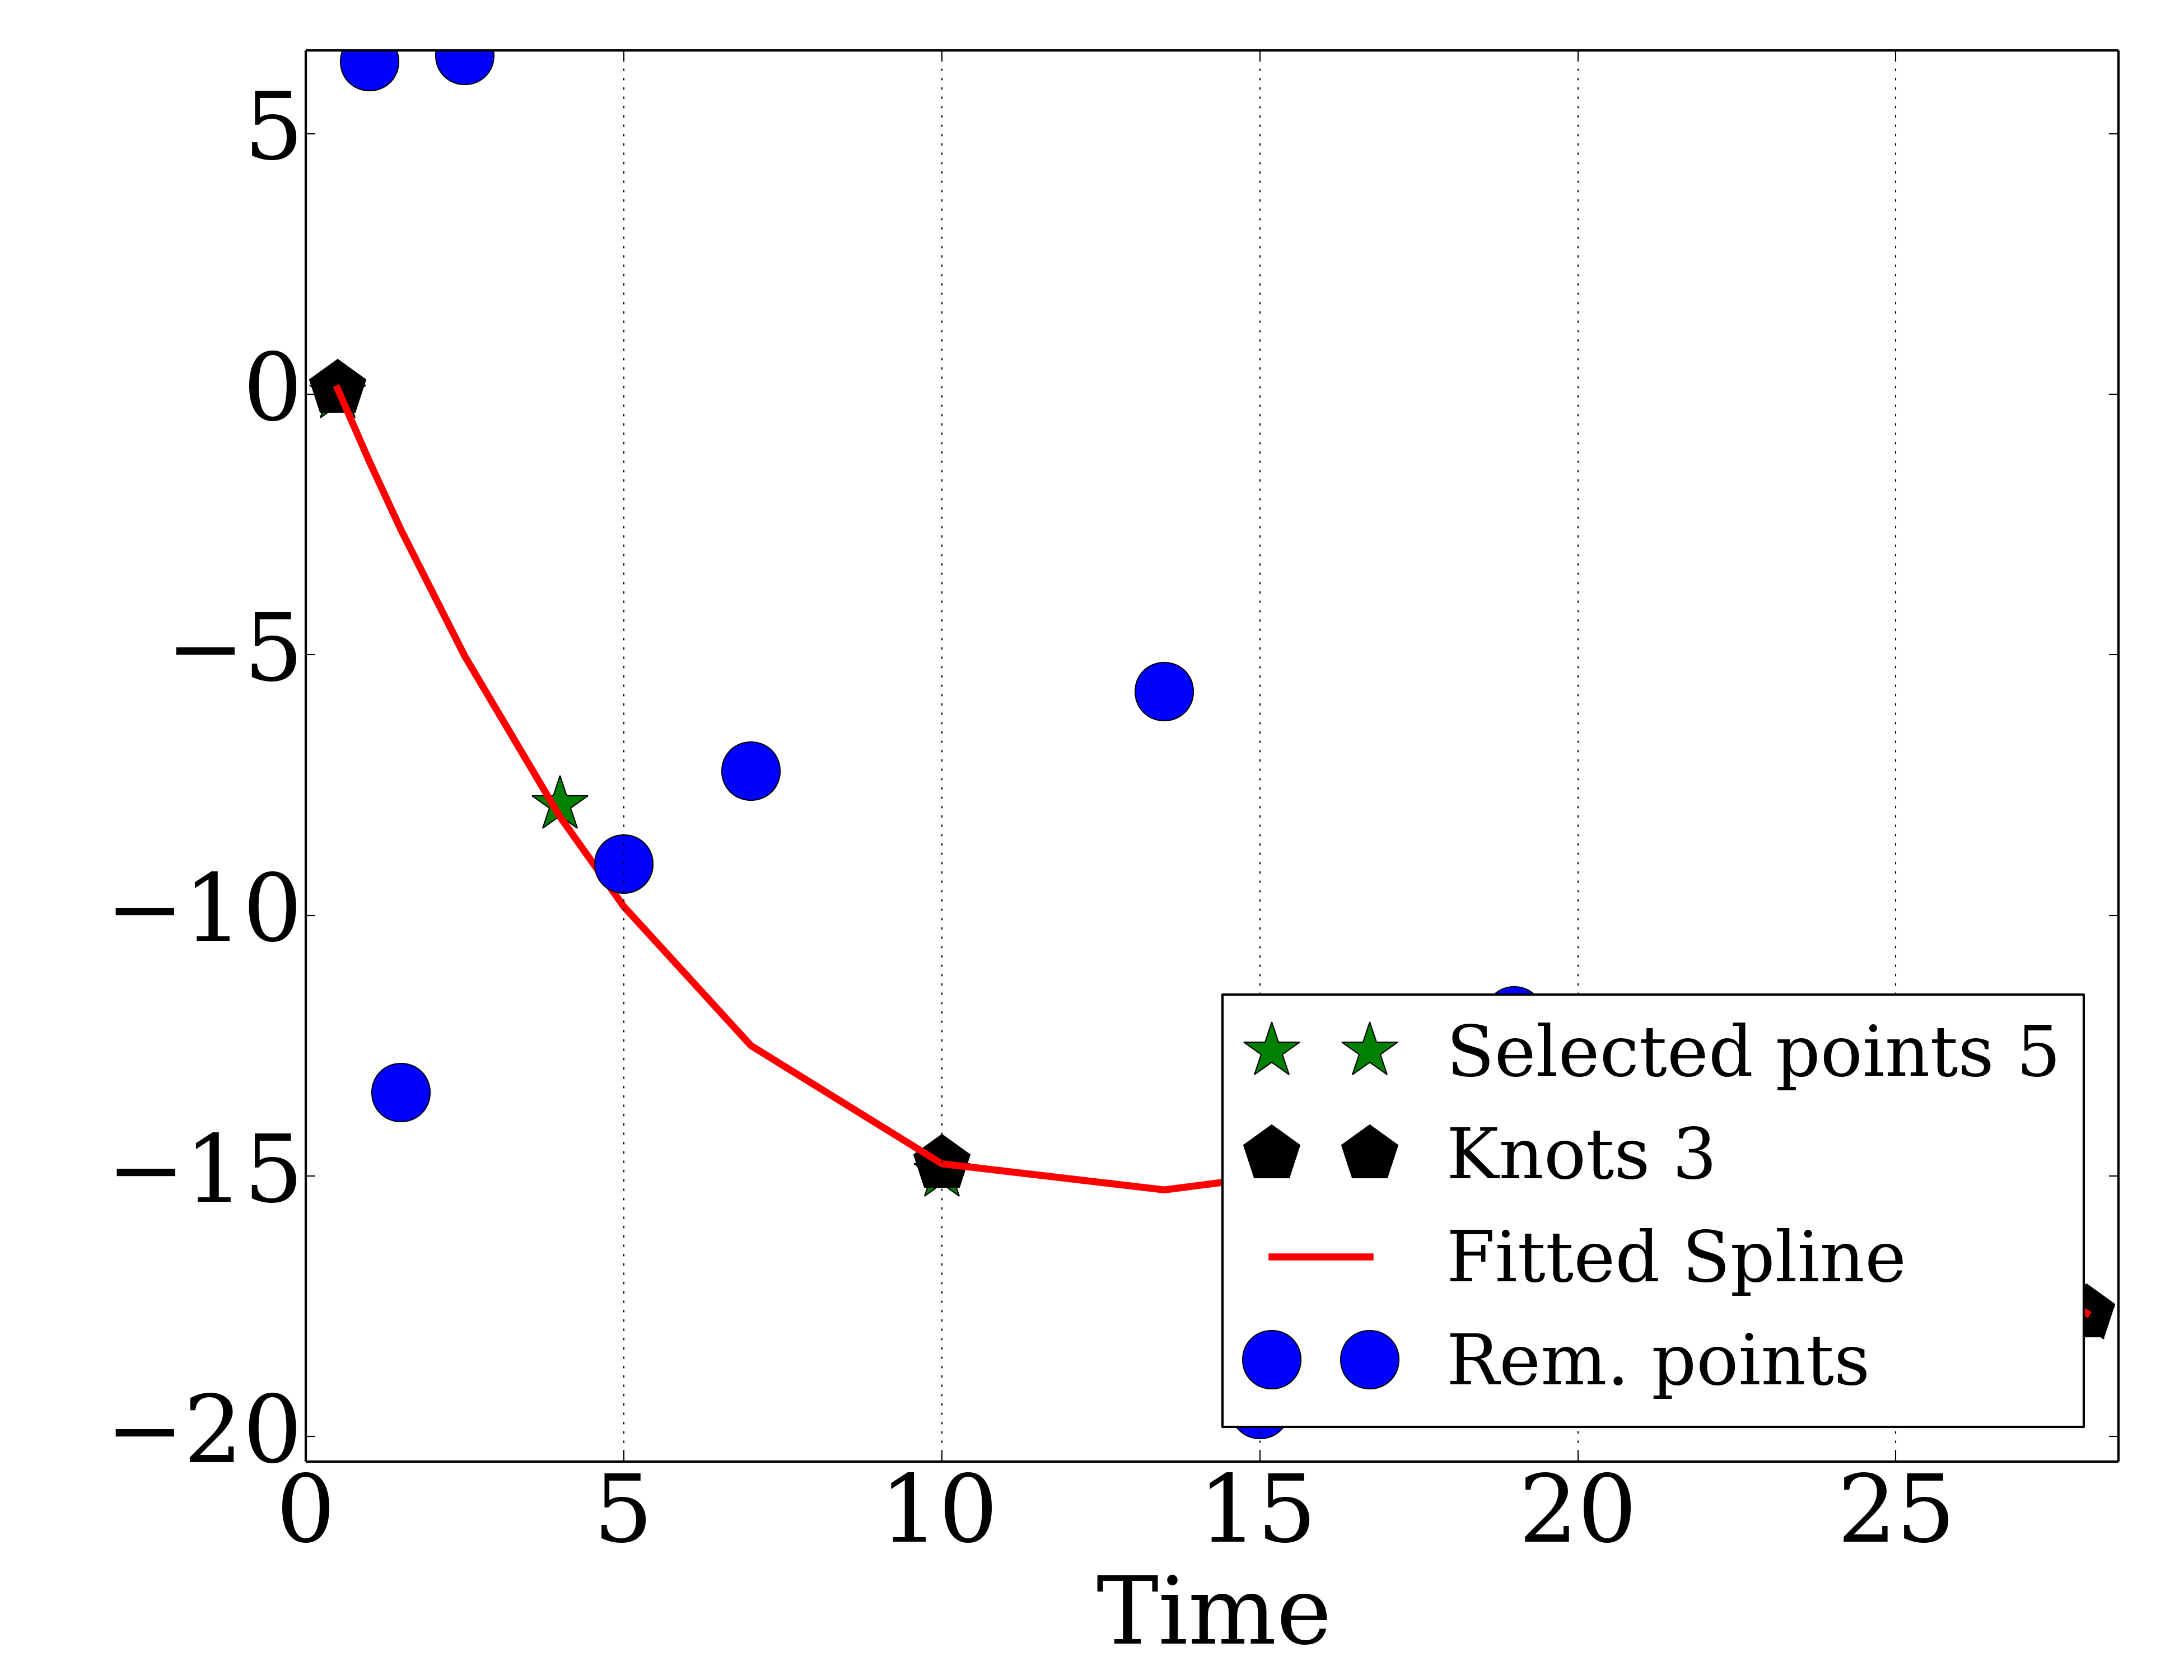 5
0
−5
−10
−15
−20
0 5 10 15 20 25
Time
Selected points 5
Knots 3
Fitted Spline
Rem. points